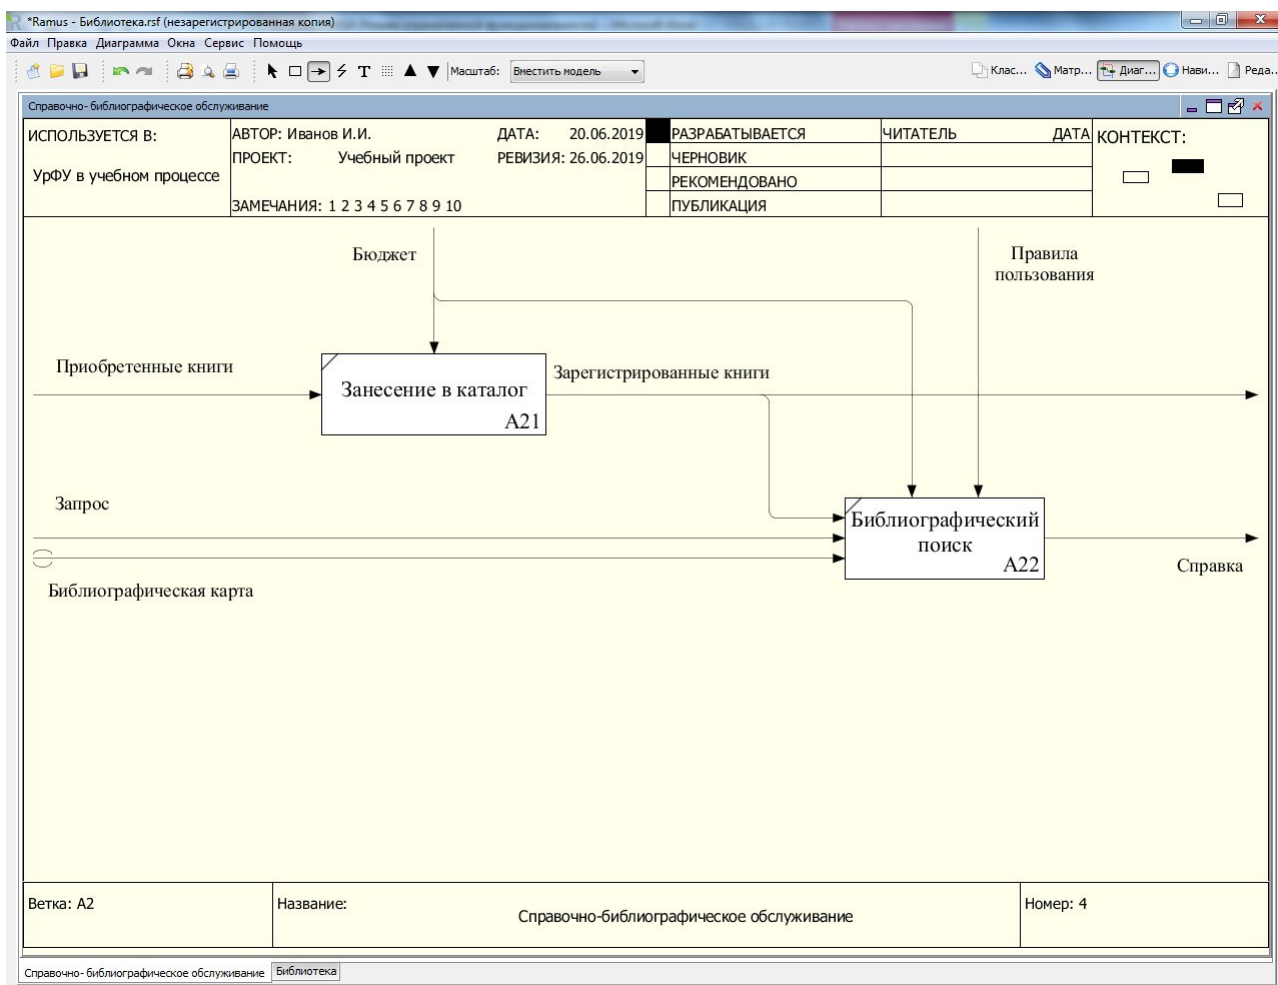 *Ramus - Библиотека.rsf (незарегистрированная копия)
Файл Правка Диаграмма Окна Сервис Помощь
Масштаб: Вместить модель Клас... Матр... Диаг... Нави... Реда..
Справочно-библиографическое обслуживание
ИСПОЛЬЗУЕТСЯ В:
УрФУ в учебном процессе
АВТОР: Иванов И.И. ДАТА: 20.06.2019
ПРОЕКТ: Учебный проект РЕВИЗИЯ: 26.06.2019
ЗАМЕЧАНИЯ: 1 2 3 4 5 6 7 8 9 10
РАЗРАБАТЫВАЕТСЯ
ЧЕРНОВИК
РЕКОМЕНДОВАНО
ПУБЛИКАЦИЯ
ЧИТАТЕЛЬ ДАТА
КОНТЕКСТ:
Бюджет
Правила
пользования
Приобретенные книги
Занесение в каталог
A21
Зарегистрированные книги
Запрос
Библиографический
поиск
A22
Справка
Библиографическая карта
Ветка: A2
Название:
Справочно-библиографическое обслуживание
Номер: 4
Справочно-библиографическое обслуживание Библиотека